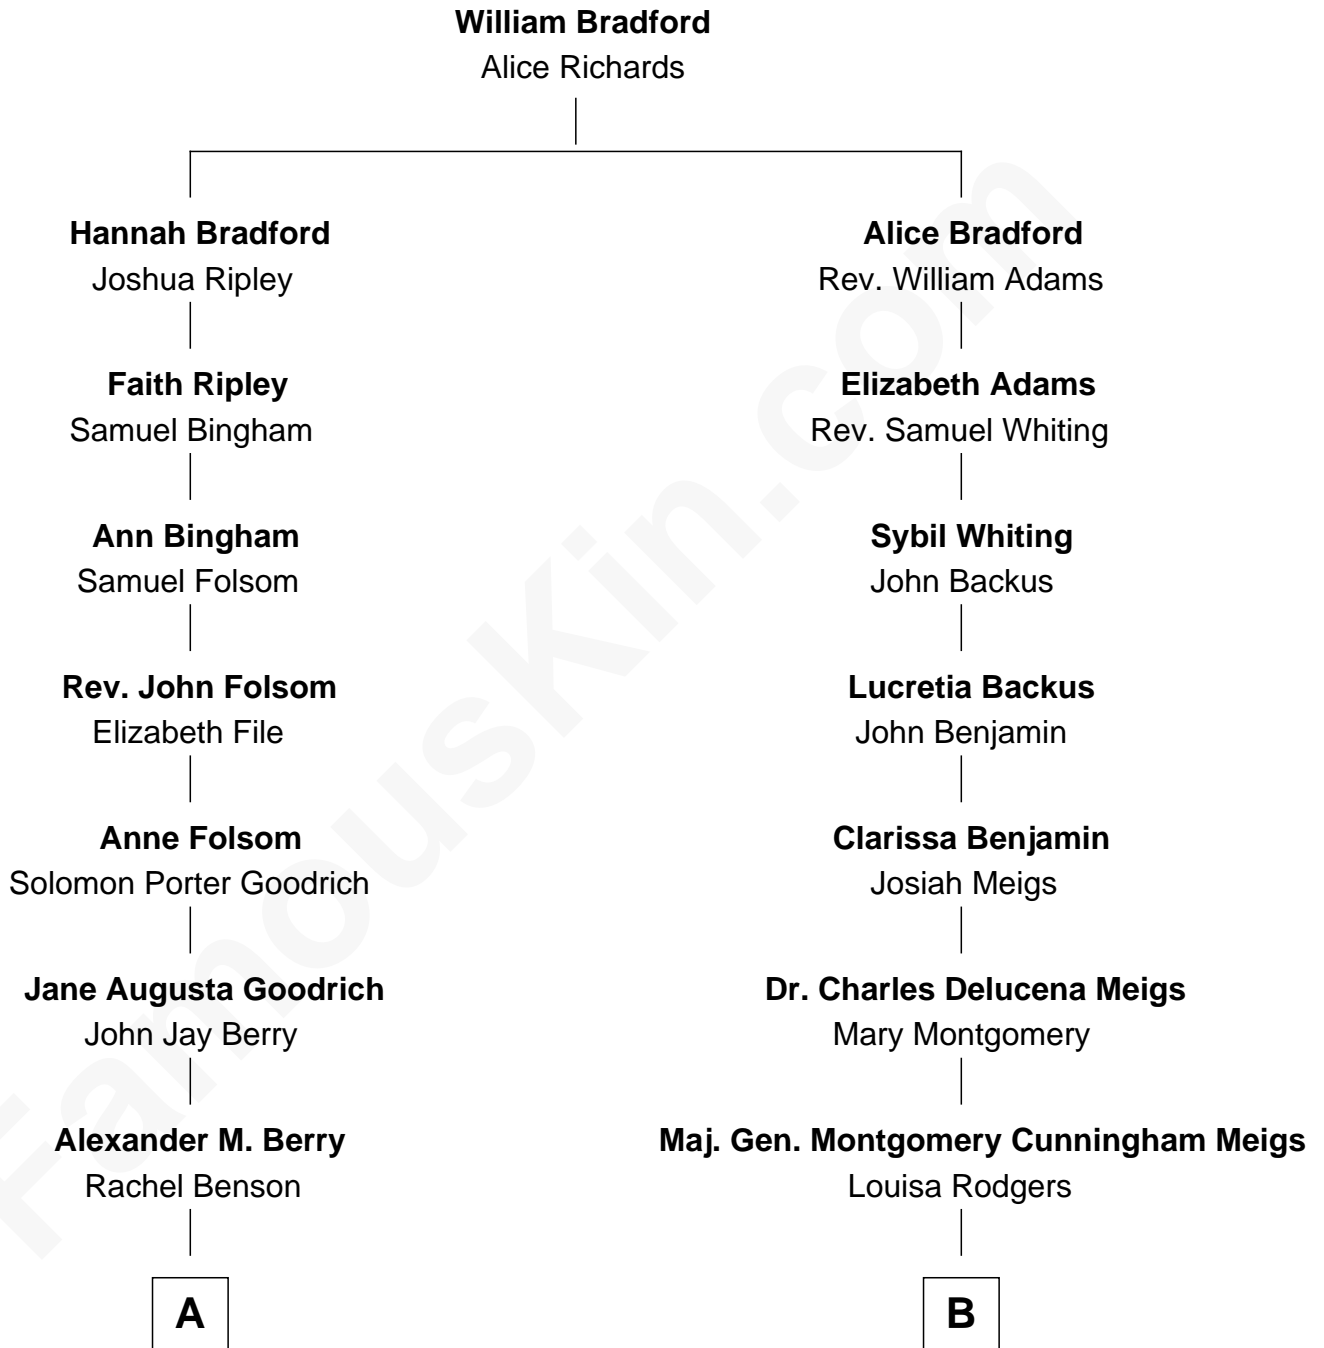 William Bradford
Alice Richards
Hannah Bradford
Joshua Ripley
Alice Bradford
Rev. William Adams
Faith Ripley
Samuel Bingham
Elizabeth Adams
Rev. Samuel Whiting
Ann Bingham
Samuel Folsom
Sybil Whiting
John Backus
Rev. John Folsom
Elizabeth File
Lucretia Backus
John Benjamin
Anne Folsom
Solomon Porter Goodrich
Clarissa Benjamin
Josiah Meigs
Jane Augusta Goodrich
John Jay Berry
Dr. Charles Delucena Meigs
Mary Montgomery
Alexander M. Berry
Rachel Benson
Maj. Gen. Montgomery Cunningham Meigs
Louisa Rodgers
A
B
FamousKin.com